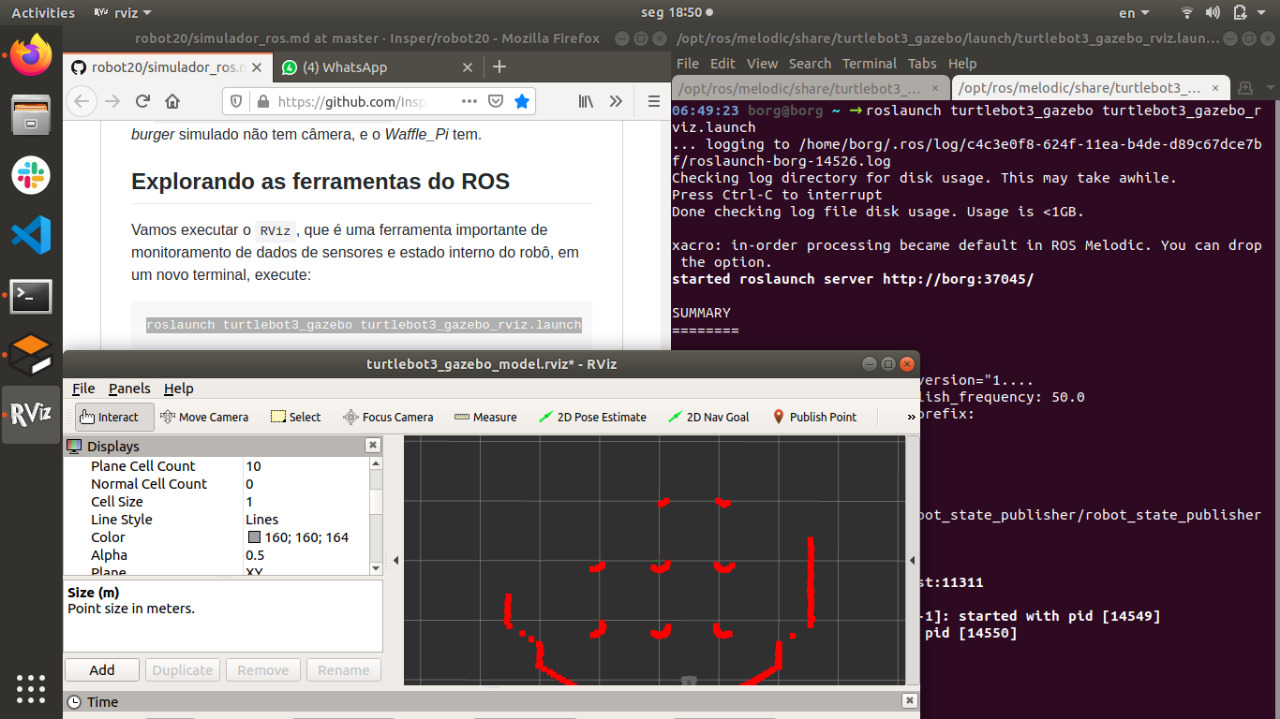 Activities
RViz rviz
seg 18:50
en
robot20/simulador_ros.md at master · Insper/robot20 - Mozilla Firefox
robot20/simulador_ros.m
(4) WhatsApp
https://github.com/Insp
burger simulado não tem câmera, e o Waffle_Pi tem.
Explorando as ferramentas do ROS
Vamos executar o RViz, que é uma ferramenta importante de
monitoramento de dados de sensores e estado interno do robô, em
um novo terminal, execute:
roslaunch turtlebot3_gazebo turtlebot3_gazebo_rviz.launch
/opt/ros/melodic/share/turtlebot3_gazebo/launch/turtlebot3_gazebo_rviz.laun...
File Edit View Search Terminal Tabs Help
/opt/ros/melodic/share/turtlebot3_...
/opt/ros/melodic/share/turtlebot3_...
06:49:23 borg@borg ~ →roslaunch turtlebot3_gazebo turtlebot3_gazebo_r
viz.launch
... logging to /home/borg/.ros/log/c4c3e0f8-624f-11ea-b4de-d89c67dce7b
f/roslaunch-borg-14526.log
Checking log directory for disk usage. This may take awhile.
Press Ctrl-C to interrupt
Done checking log file disk usage. Usage is <1GB.
xacro: in-order processing became default in ROS Melodic. You can drop
the option.
started roslaunch server http://borg:37045/
SUMMARY
========
version="1....
lish_frequency: 50.0
prefix:
bot_state_publisher/robot_state_publisher
st:11311
-1]: started with pid [14549]
pid [14550]
RViz
turtlebot3_gazebo_model.rviz* - RViz
File Panels Help
Interact Move Camera Select Focus Camera Measure 2D Pose Estimate 2D Nav Goal Publish Point »
Displays
Plane Cell Count 10
Normal Cell Count 0
Cell Size 1
Line Style Lines
Color 160; 160; 164
Alpha 0.5
Plane XY
Size (m)
Point size in meters.
Add Duplicate Remove Rename
Time